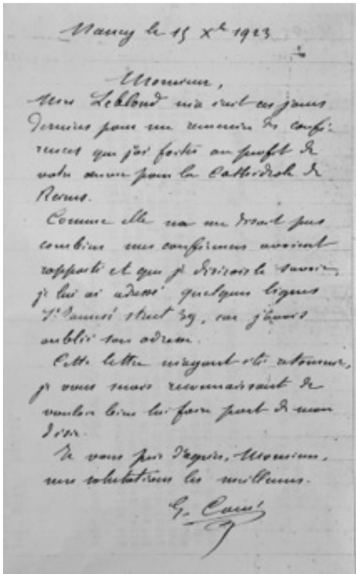 Nancy le 15 Xbre 1923
Monsieur,
Mme Leblond m'a écrit ces jours
derniers pour me remercier des confé-
rences que j'ai faites au profit de
votre œuvre pour la Cathédrale de
Reims.
Comme elle ne me disait pas
combien mes conférences avaient
rapporté et que je désirais le savoir,
je lui ai adressé quelques lignes
street 39, car j'avais
oublié son adresse.
Cette lettre m'ayant été retournée,
je vous serais reconnaissant de
vouloir bien lui faire part de mon
désir.
Je vous prie d'agréer, Monsieur,
mes salutations les meilleures.
G.